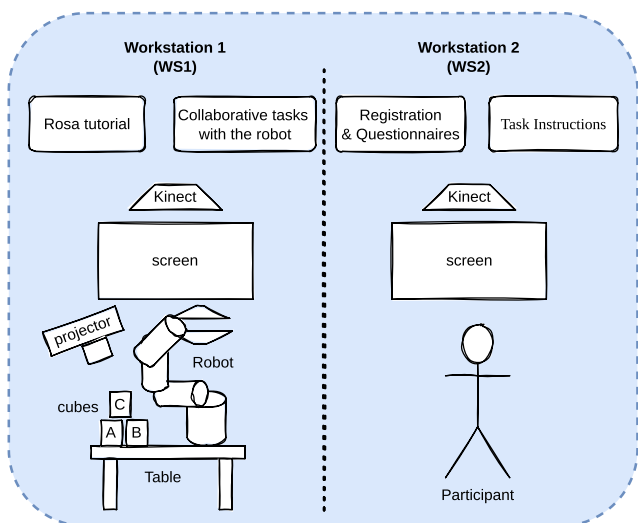 Workstation 1
(WS1)
Workstation 2
(WS2)
Rosa tutorial
Collaborative tasks
with the robot
Registration
& Questionnaires
Task Instructions
Kinect
Kinect
screen
screen
projector
Robot
cubes
C
A
B
Table
Participant